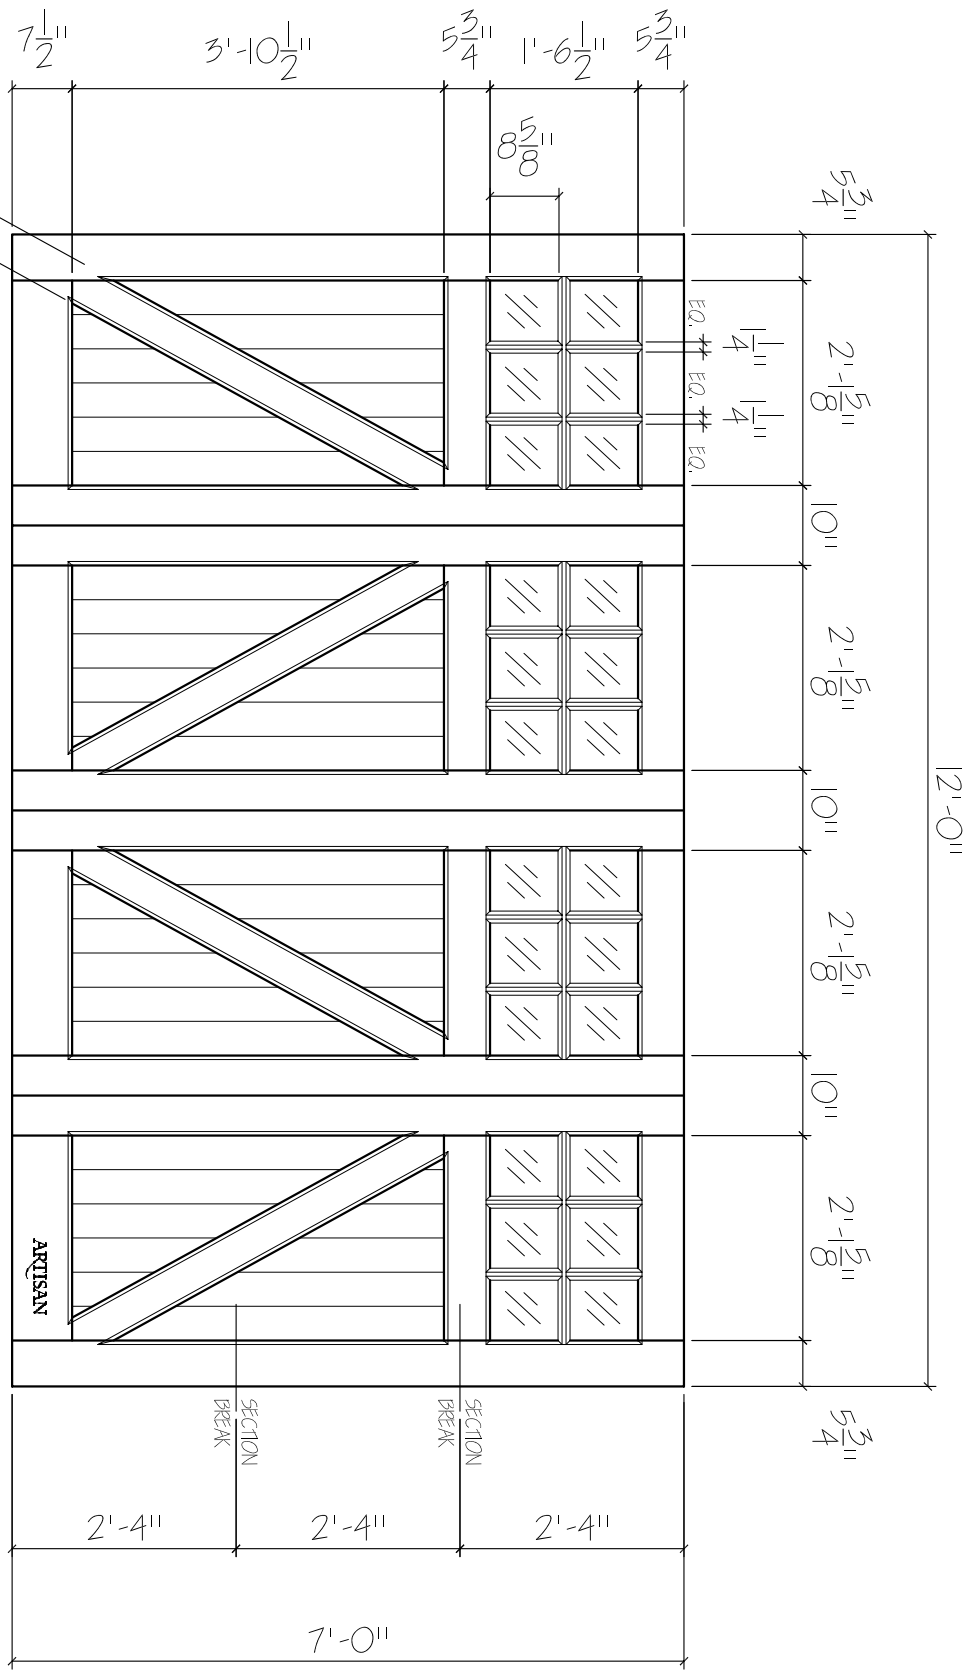 7 1/2"
3'-10 1/2"
5 3/4"
1'-6 1/2"
5 3/4"
8 5/8"
5 3/4"
2'-1 5/8"
10"
2'-1 5/8"
10"
2'-1 5/8"
10"
2'-1 5/8"
5 3/4"
12'-0"
EQ.
1 1/4"
EQ.
1 1/4"
EQ.
ARTISAN
SECTION
BREAK
SECTION
BREAK
2'-4"
2'-4"
2'-4"
7'-0"